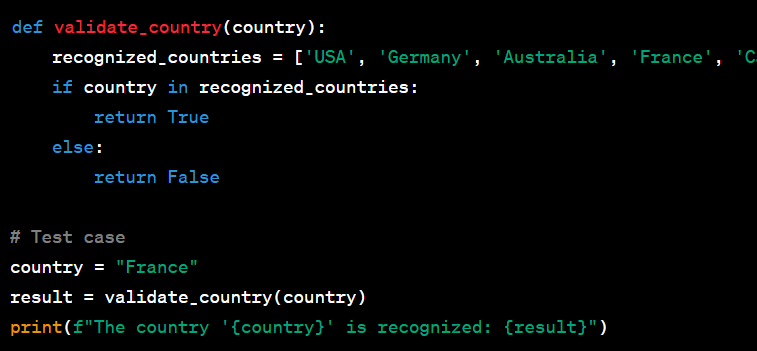 def validate_country(country):
    recognized_countries = ['USA', 'Germany', 'Australia', 'France',
    if country in recognized_countries:
        return True
    else:
        return False
# Test case
country = "France"
result = validate_country(country)
print(f"The country '{country}' is recognized: {result}")